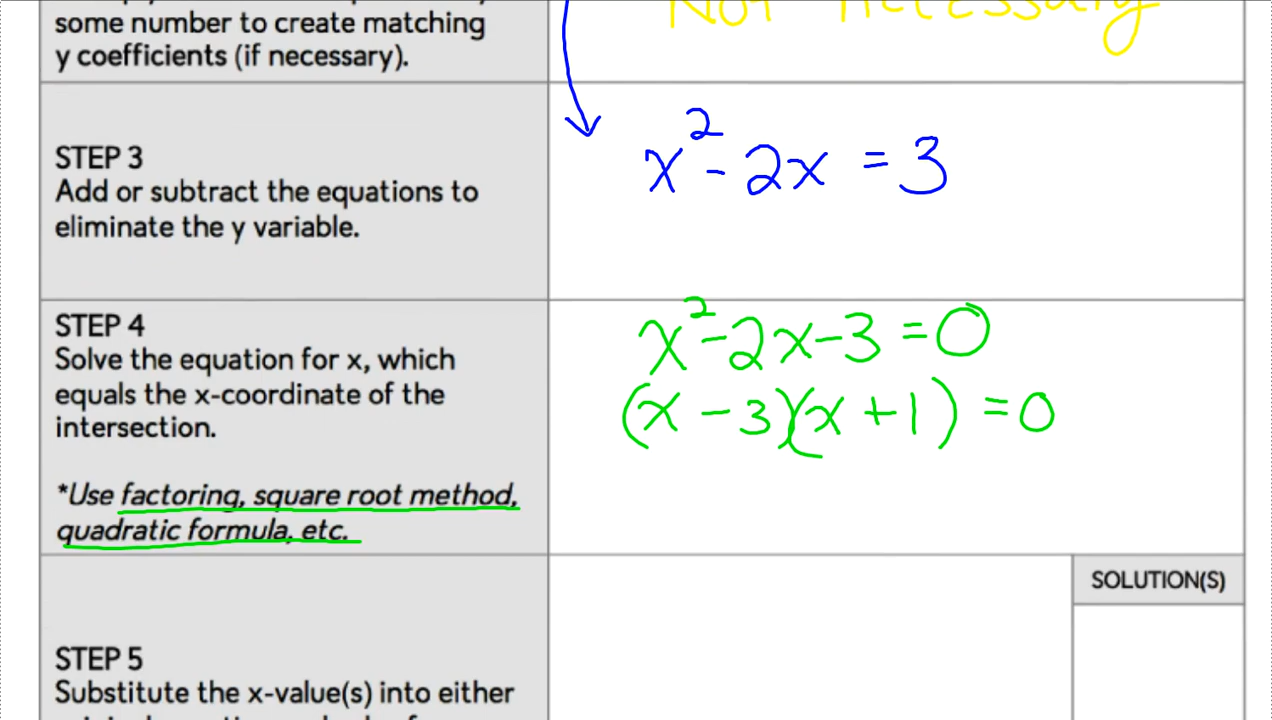 some number to create matching
y coefficients (if necessary).
Not necessary
STEP 3
Add or subtract the equations to
eliminate the y variable.
x² - 2x = 3
STEP 4
Solve the equation for x, which
equals the x-coordinate of the
intersection.
*Use factoring, square root method,
quadratic formula, etc.
x² - 2x - 3 = 0
(x - 3)(x + 1) = 0
STEP 5
Substitute the x-value(s) into either
SOLUTION(S)